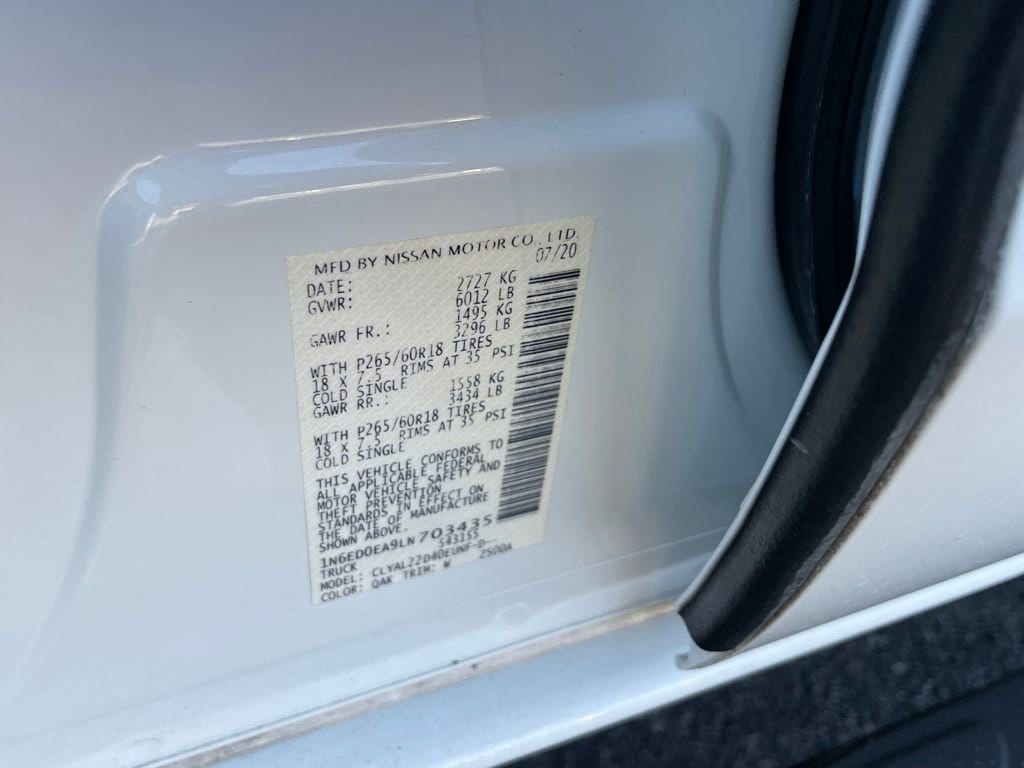 MFD BY NISSAN MOTOR CO., LTD.
DATE: 07/20
GVWR: 2727 KG
6012 LB
GAWR FR.: 1495 KG
3296 LB
WITH P265/60R18 TIRES
18 X 7.5 RIMS AT 35 PSI
COLD SINGLE
GAWR RR.: 1558 KG
3434 LB
WITH P265/60R18 TIRES
18 X 7.5 RIMS AT 35 PSI
COLD SINGLE
THIS VEHICLE CONFORMS TO
ALL APPLICABLE FEDERAL
MOTOR VEHICLE SAFETY AND
THEFT PREVENTION
STANDARDS IN EFFECT ON
THE DATE OF MANUFACTURE
SHOWN ABOVE.
1N6ED0EA9LN703435
TRUCK 543155
MODEL: CLYAL22D40EUNF-D--
COLOR: QAK TRIM: W 2500A